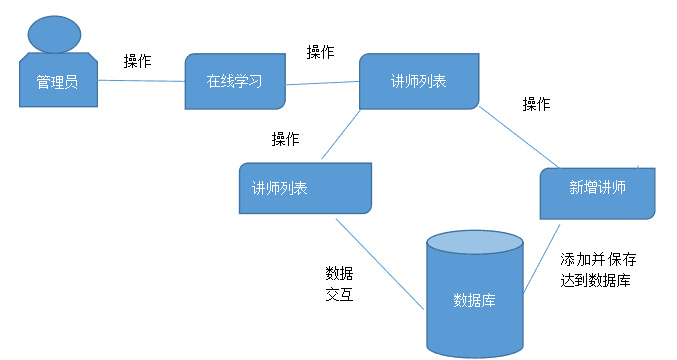 操作
操作
管理员
在线学习
讲师列表
操作
操作
讲师列表
新增讲师
数据
交互
数据库
添加并保存
达到数据库